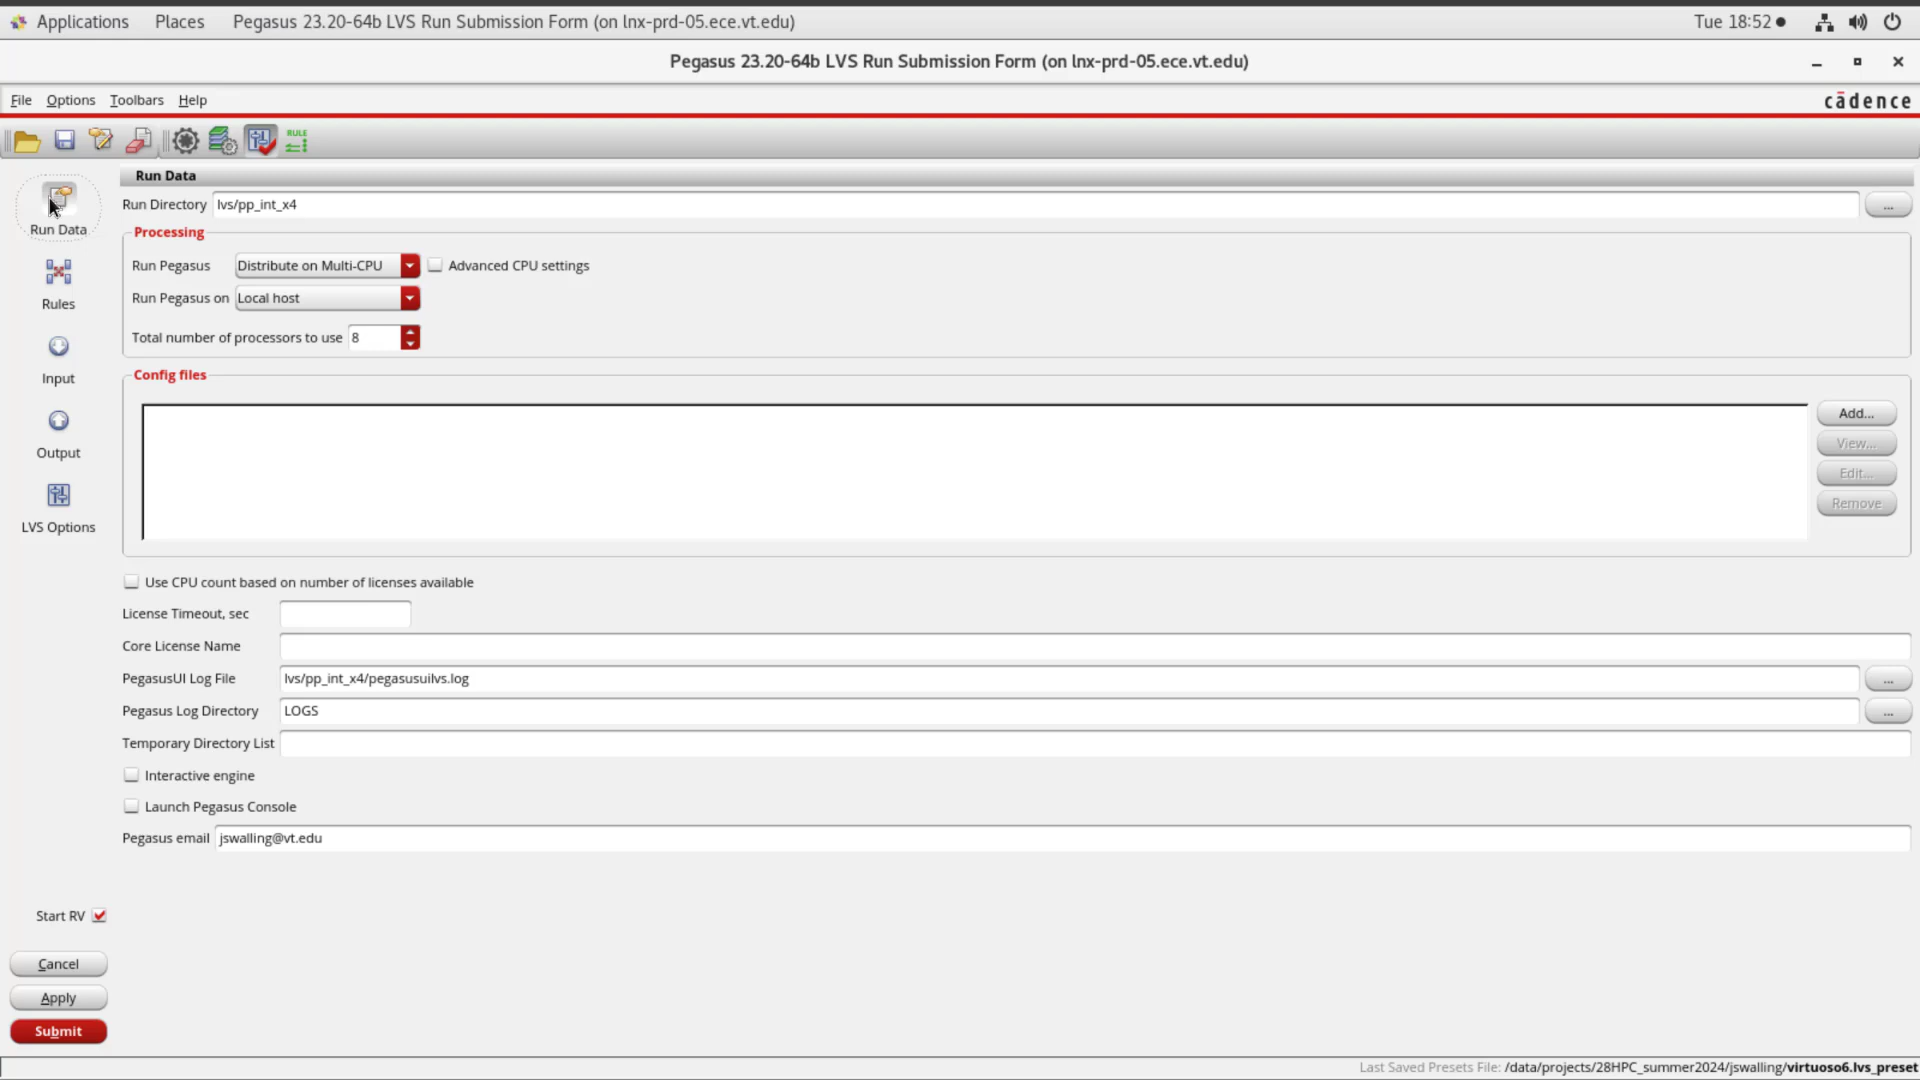 Applications Places Pegasus 23.20-64b LVS Run Submission Form (on lnx-prd-05.ece.vt.edu) Tue 18:52
Pegasus 23.20-64b LVS Run Submission Form (on lnx-prd-05.ece.vt.edu)
File Options Toolbars Help cādence
RULE
Run Data
Run Directory lvs/pp_int_x4 ...
Run Data
Processing
Run Pegasus Distribute on Multi-CPU Advanced CPU settings
Run Pegasus on Local host
Rules
Total number of processors to use 8
Input
Config files
Add...
View...
Output
Edit...
Remove
LVS Options
Use CPU count based on number of licenses available
License Timeout, sec
Core License Name
PegasusUI Log File lvs/pp_int_x4/pegasusuilvs.log ...
Pegasus Log Directory LOGS ...
Temporary Directory List
Interactive engine
Launch Pegasus Console
Pegasus email jswalling@vt.edu
Start RV
Cancel
Apply
Submit
Last Saved Presets File: /data/projects/28HPC_summer2024/jswalling/virtuoso6.lvs_preset